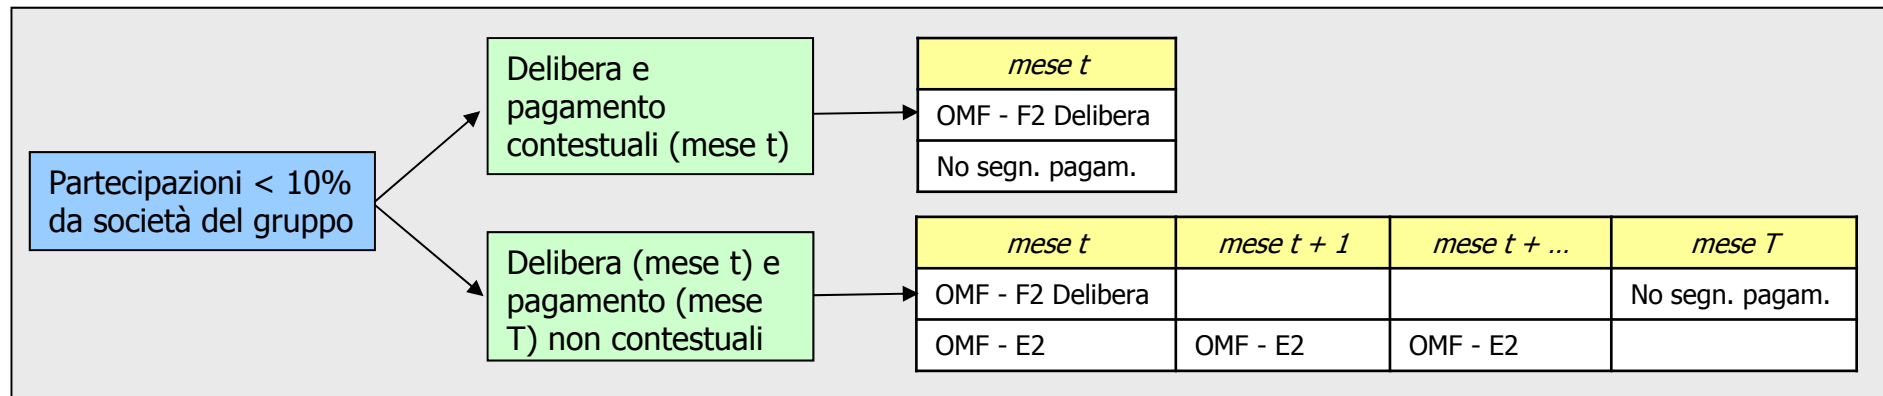 Partecipazioni < 10%
da società del gruppo
Delibera e
pagamento
contestuali (mese t)
mese t
OMF - F2 Delibera
No segn. pagam.
Delibera (mese t) e
pagamento (mese
T) non contestuali
mese t mese t + 1 mese t + ... mese T
OMF - F2 Delibera No segn. pagam.
OMF - E2 OMF - E2 OMF - E2